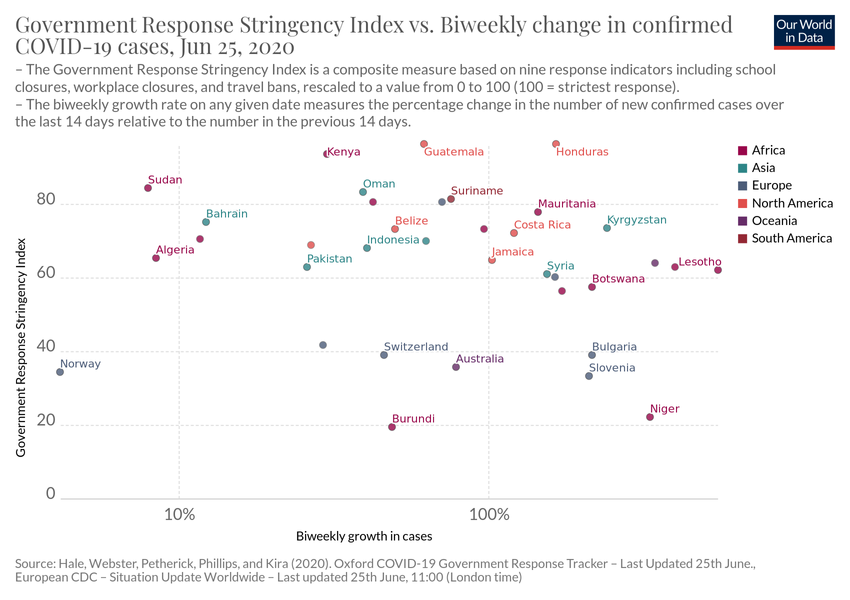 Government Response Stringency Index vs. Biweekly change in confirmed
COVID-19 cases, Jun 25, 2020
Our World
in Data
– The Government Response Stringency Index is a composite measure based on nine response indicators including school
closures, workplace closures, and travel bans, rescaled to a value from 0 to 100 (100 = strictest response).
– The biweekly growth rate on any given date measures the percentage change in the number of new confirmed cases over
the last 14 days relative to the number in the previous 14 days.
Kenya
Guatemala
Honduras
Sudan
Oman
Suriname
Mauritania
Bahrain
Belize
Costa Rica
Kyrgyzstan
Indonesia
Algeria
Pakistan
Jamaica
Syria
Lesotho
Botswana
Norway
Switzerland
Australia
Bulgaria
Slovenia
Burundi
Niger
80
60
40
20
0
Government Response Stringency Index
10%
100%
Biweekly growth in cases
Africa
Asia
Europe
North America
Oceania
South America
Source: Hale, Webster, Petherick, Phillips, and Kira (2020). Oxford COVID-19 Government Response Tracker – Last Updated 25th June.,
European CDC – Situation Update Worldwide – Last updated 25th June, 11:00 (London time)